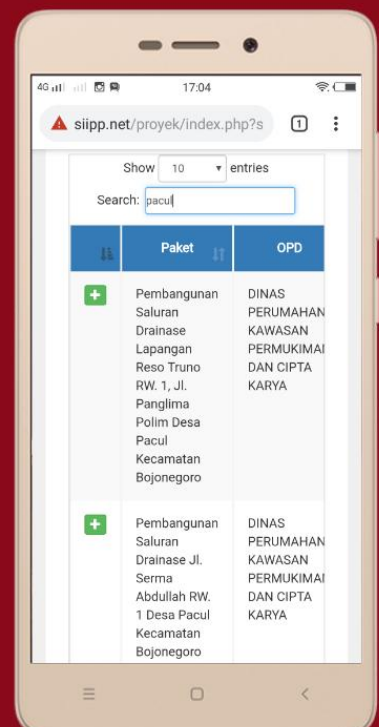 4G 17:04
siipp.net/proyek/index.php?s 1
Show 10 entries
Search: pacul
Paket OPD
Pembangunan
Saluran
Drainase
Lapangan
Reso Truno
RW. 1, Jl.
Panglima
Polim Desa
Pacul
Kecamatan
Bojonegoro
DINAS
PERUMAHAN
KAWASAN
PERMUKIMA
DAN CIPTA
KARYA
Pembangunan
Saluran
Drainase Jl.
Serma
Abdullah RW.
1 Desa Pacul
Kecamatan
Bojonegoro
DINAS
PERUMAHAN
KAWASAN
PERMUKIMA
DAN CIPTA
KARYA